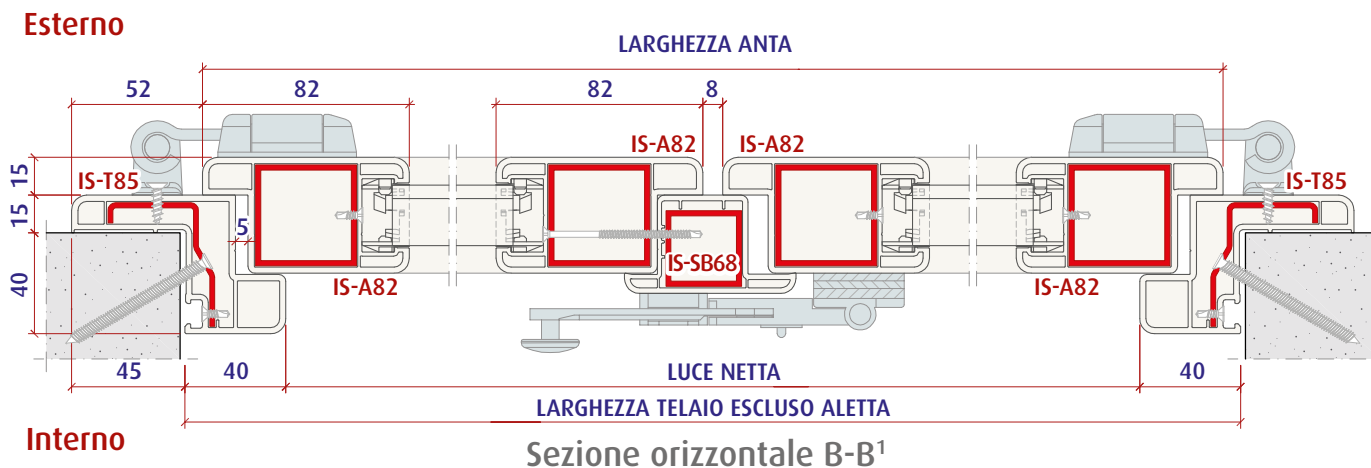 Esterno
LARGHEZZA ANTA
52 82 82 8
IS-A82 IS-A82
15 IS-T85 IS-T85
15 5
IS-SB68
40 IS-A82 IS-A82
45 40 LUCE NETTA 40
LARGHEZZA TELAIO ESCLUSO ALETTA
Interno
Sezione orizzontale B-B¹